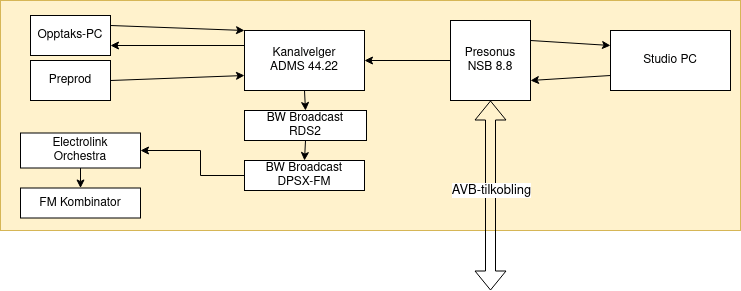 Opptaks-PC
Preprod
Kanalvelger
ADMS 44.22
Presonus
NSB 8.8
Studio PC
BW Broadcast
RDS2
BW Broadcast
DPSX-FM
Electrolink
Orchestra
FM Kombinator
AVB-tilkobling